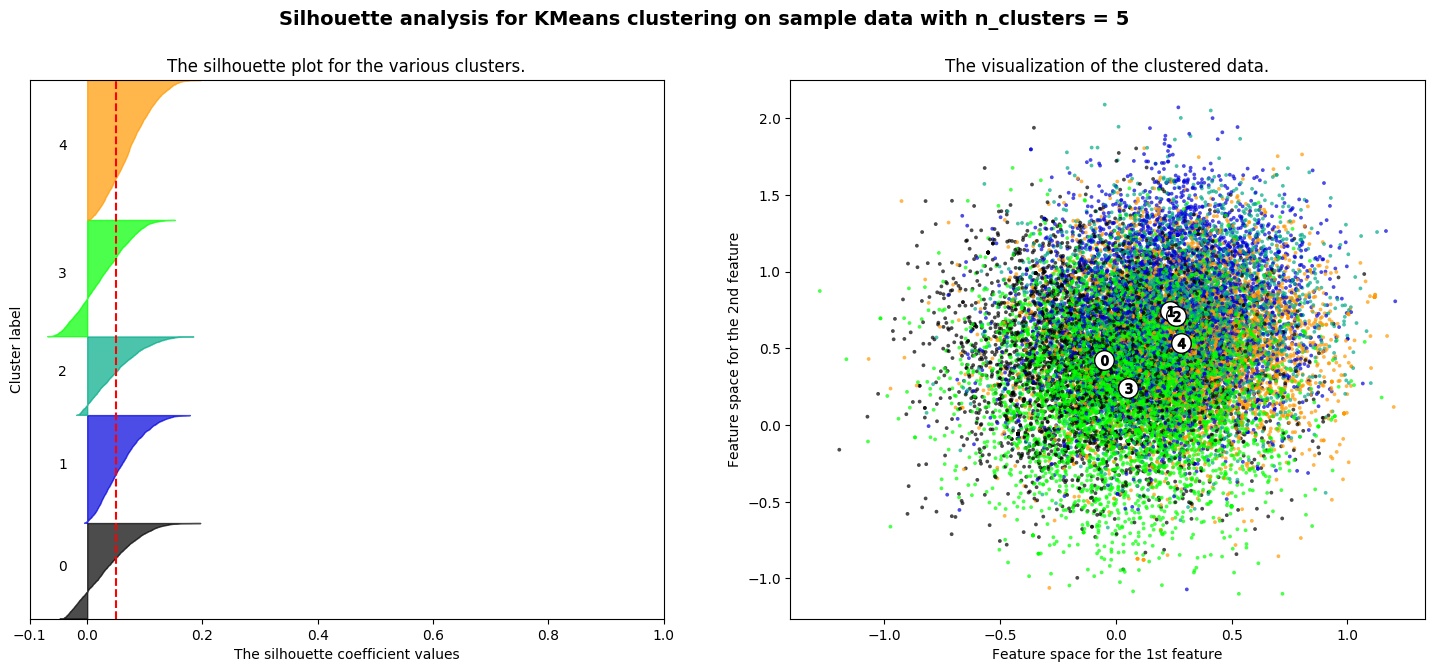 Silhouette analysis for KMeans clustering on sample data with n_clusters = 5
The silhouette plot for the various clusters.
Cluster label
4
3
2
1
0
−0.1 0.0 0.2 0.4 0.6 0.8 1.0
The silhouette coefficient values
The visualization of the clustered data.
Feature space for the 2nd feature
2.0
1.5
1.0
0.5
0.0
−0.5
−1.0
1
2
4
0
3
−1.0 −0.5 0.0 0.5 1.0
Feature space for the 1st feature